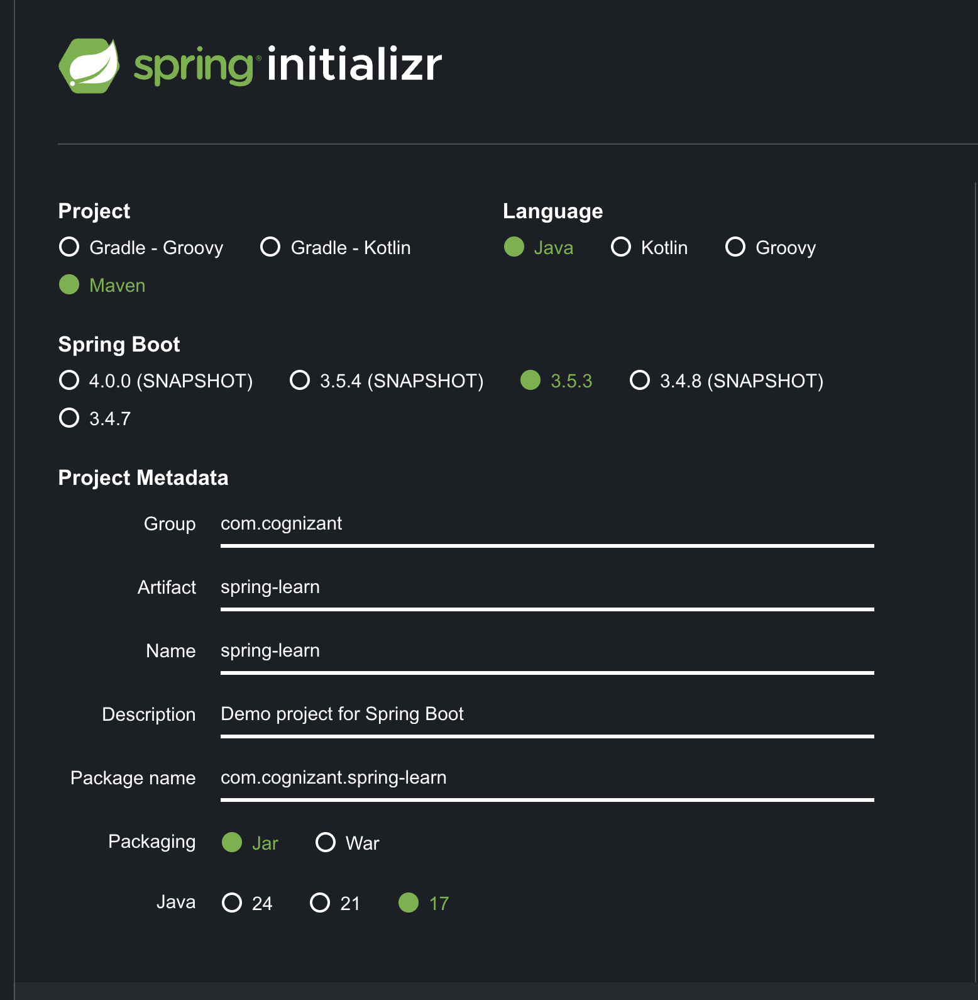 spring® initializr
Project
Gradle - Groovy Gradle - Kotlin
Maven
Language
Java Kotlin Groovy
Spring Boot
4.0.0 (SNAPSHOT) 3.5.4 (SNAPSHOT) 3.5.3 3.4.8 (SNAPSHOT)
3.4.7
Project Metadata
Group com.cognizant
Artifact spring-learn
Name spring-learn
Description Demo project for Spring Boot
Package name com.cognizant.spring-learn
Packaging Jar War
Java 24 21 17